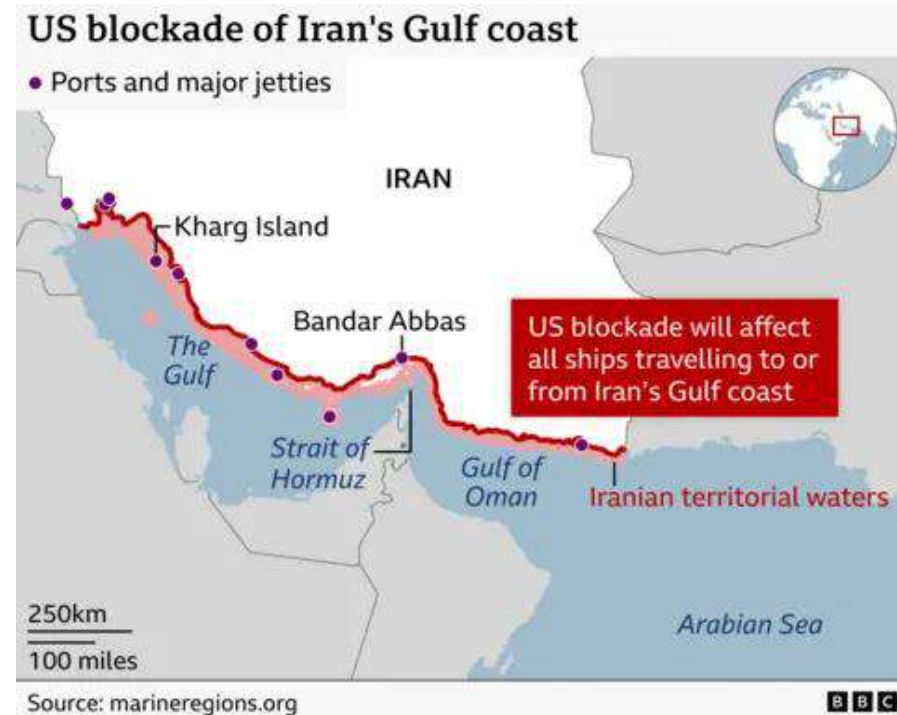 US blockade of Iran's Gulf coast
Ports and major jetties
IRAN
Kharg Island
Bandar Abbas
US blockade will affect
all ships travelling to or
from Iran's Gulf coast
The
Gulf
Strait of
Hormuz
Gulf of
Oman
Iranian territorial waters
250km
100 miles
Arabian Sea
Source: marineregions.org
BBC